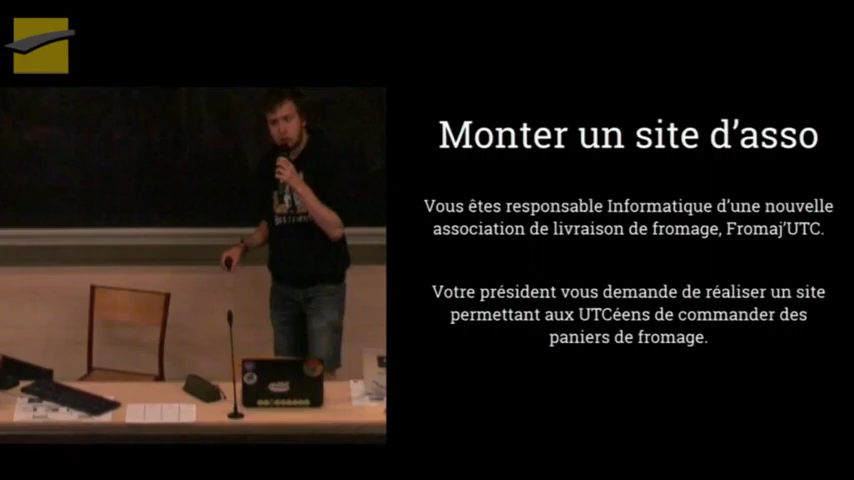 Monter un site d’asso
Vous êtes responsable Informatique d’une nouvelle
association de livraison de fromage, Fromaj’UTC.
Votre président vous demande de réaliser un site
permettant aux UTCéens de commander des
paniers de fromage.